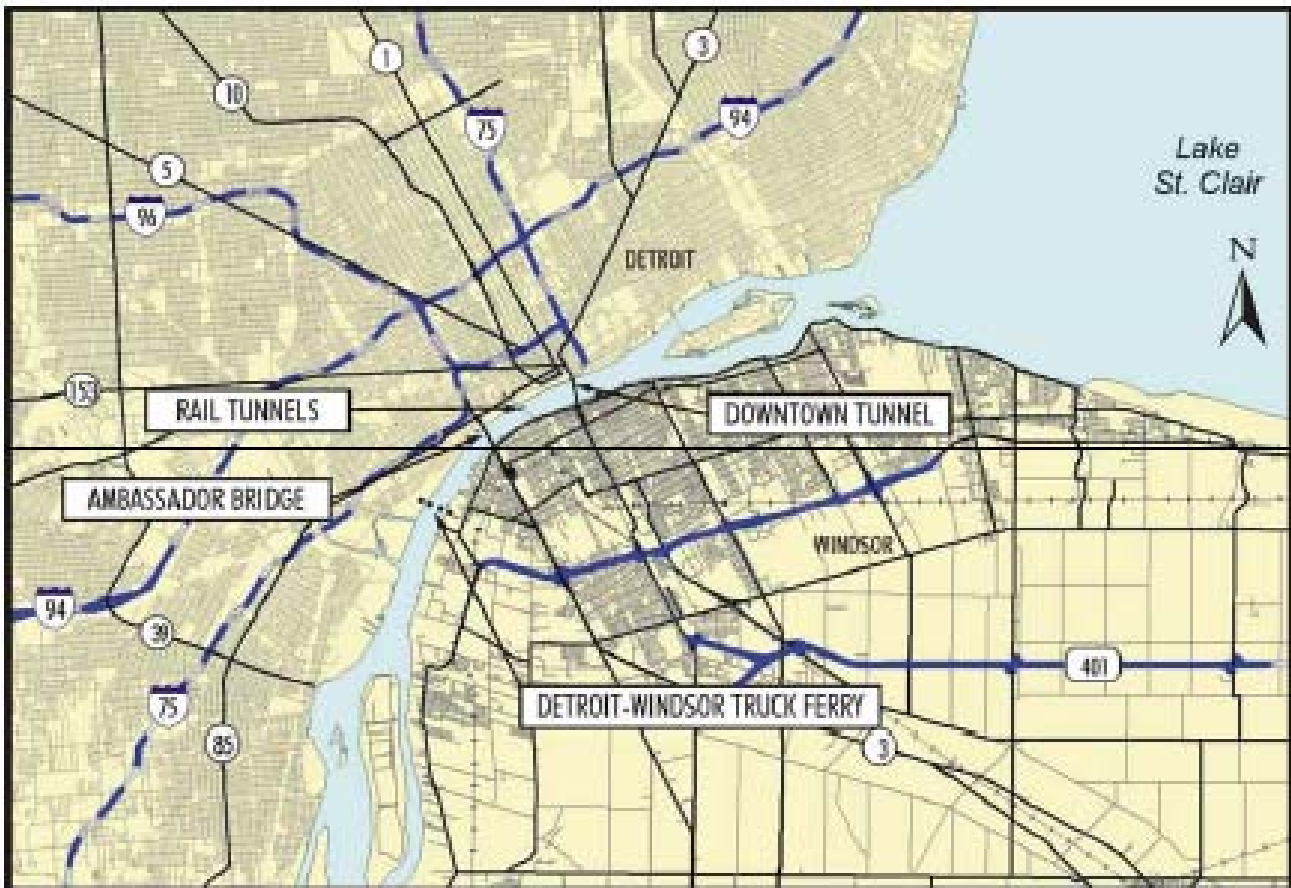 1
3
10
75
94
Lake
St. Clair
5
96
N
DETROIT
153
RAIL TUNNELS
DOWNTOWN TUNNEL
AMBASSADOR BRIDGE
WINDSOR
94
39
401
75
DETROIT-WINDSOR TRUCK FERRY
85
3